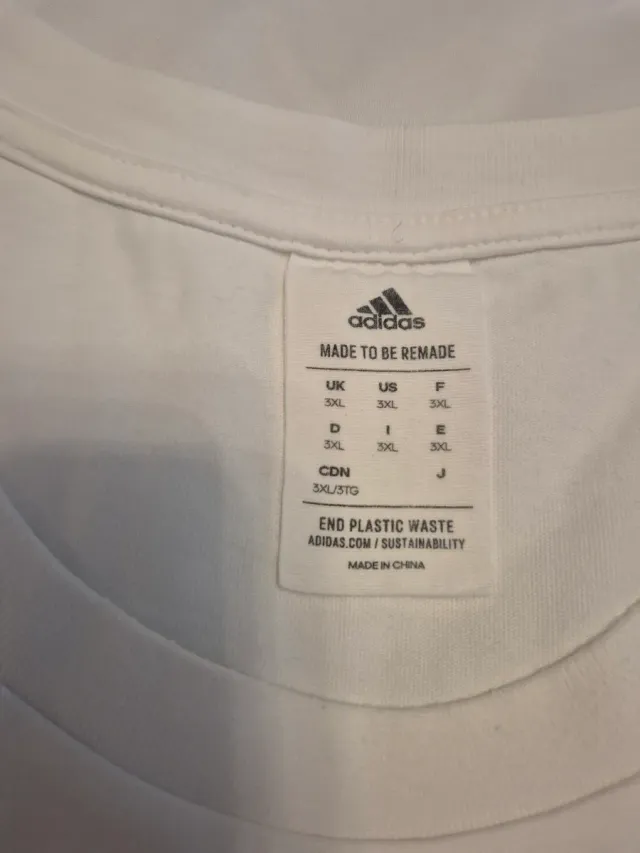 adidas
MADE TO BE REMADE
UK US F
3XL 3XL 3XL
D I E
3XL 3XL 3XL
CDN J
3XL/3TG
END PLASTIC WASTE
ADIDAS.COM / SUSTAINABILITY
MADE IN CHINA